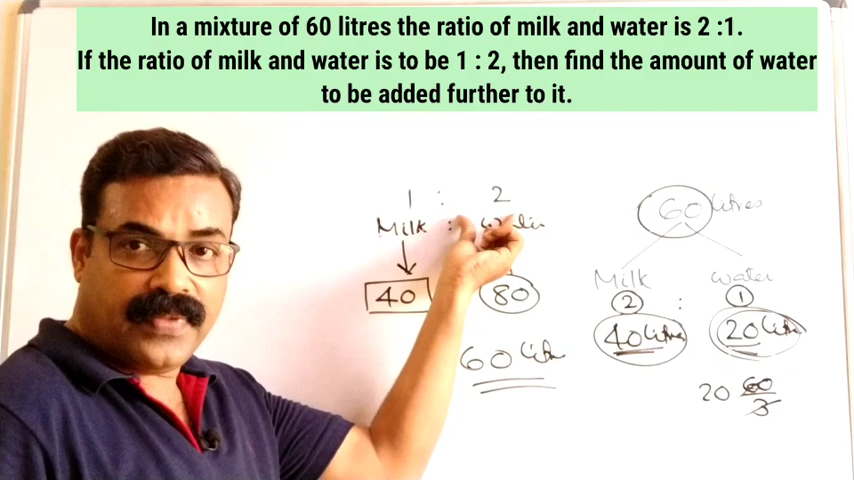 In a mixture of 60 litres the ratio of milk and water is 2 :1.
If the ratio of milk and water is to be 1 : 2, then find the amount of water
to be added further to it.
1 : 2
Milk :
40
80
60 litre
60 litres
Milk water
2 : 1
40 litres 20 litre
20 60
3